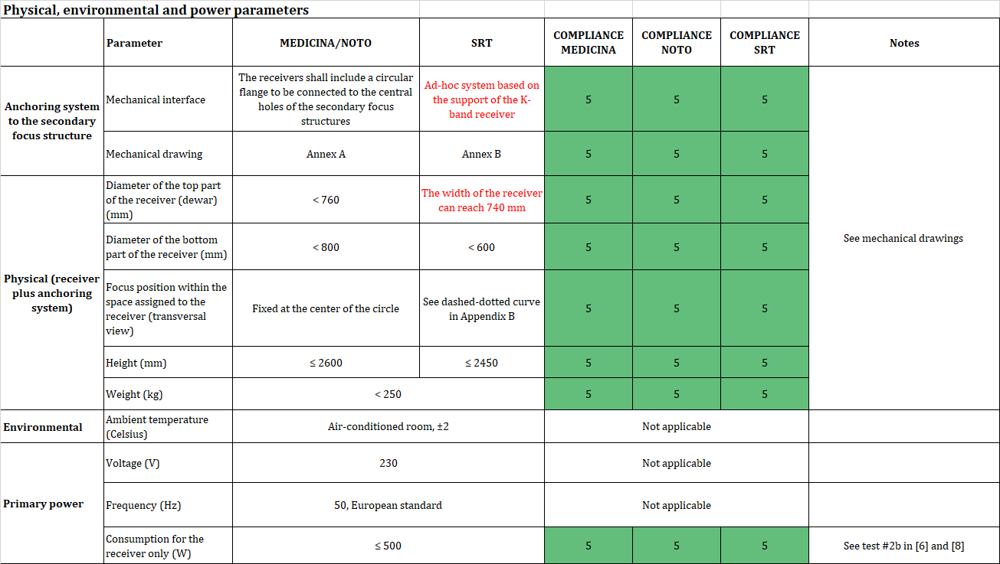 Physical, environmental and power parameters
Parameter
MEDICINA/NOTO
SRT
COMPLIANCE
MEDICINA
COMPLIANCE
NOTO
COMPLIANCE
SRT
Notes
Anchoring system
to the secondary
focus structure
Mechanical interface
The receivers shall include a circular
flange to be connected to the central
holes of the secondary focus
structures
Ad-hoc system based on
the support of the K-
band receiver
5
5
5
See mechanical drawings
Mechanical drawing
Annex A
Annex B
5
5
5
Physical (receiver
plus anchoring
system)
Diameter of the top part
of the receiver (dewar)
(mm)
< 760
The width of the receiver
can reach 740 mm
5
5
5
Diameter of the bottom
part of the receiver (mm)
< 800
< 600
5
5
5
Focus position within the
space assigned to the
receiver (transversal
view)
Fixed at the center of the circle
See dashed-dotted curve
in Appendix B
5
5
5
Height (mm)
≤ 2600
≤ 2450
5
5
5
Weight (kg)
< 250
5
5
5
Environmental
Ambient temperature
(Celsius)
Air-conditioned room, ±2
Not applicable
Primary power
Voltage (V)
230
Not applicable
Frequency (Hz)
50, European standard
Not applicable
Consumption for the
receiver only (W)
≤ 500
5
5
5
See test #2b in [6] and [8]